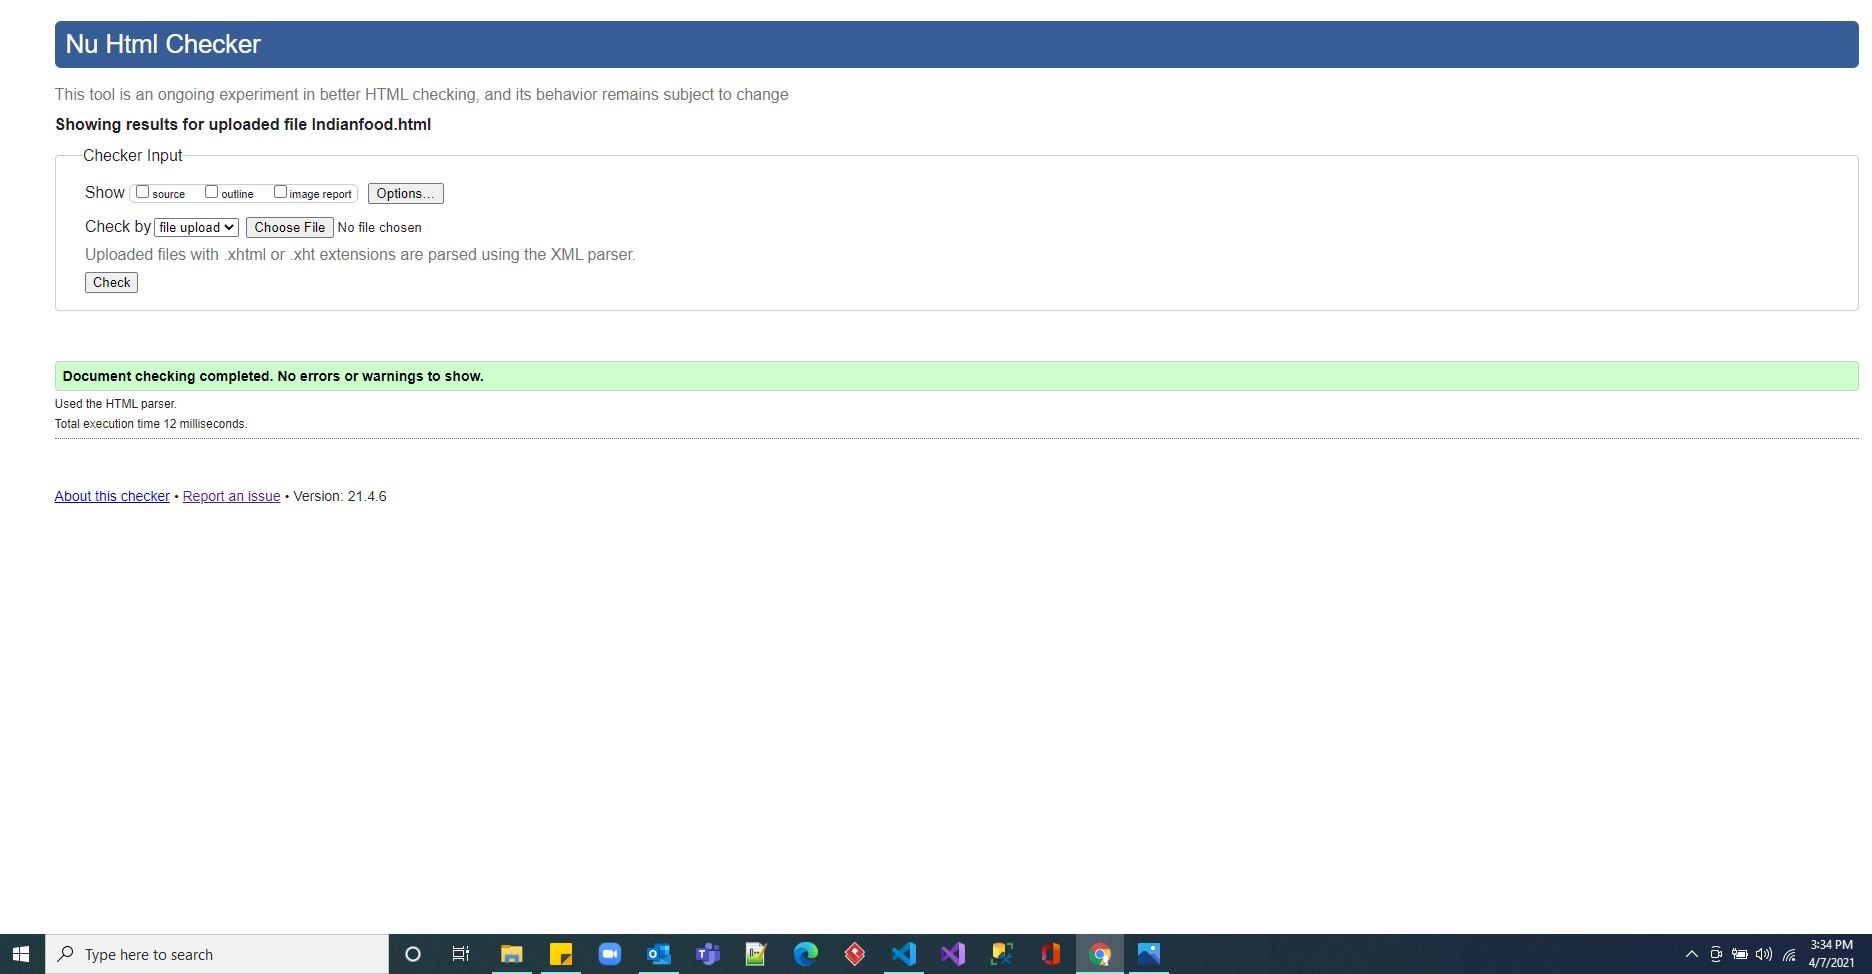 Nu Html Checker
This tool is an ongoing experiment in better HTML checking, and its behavior remains subject to change
Showing results for uploaded file Indianfood.html
Checker Input
Show source outline image report Options...
Check by file upload Choose File No file chosen
Uploaded files with .xhtml or .xht extensions are parsed using the XML parser.
Check
Document checking completed. No errors or warnings to show.
Used the HTML parser.
Total execution time 12 milliseconds.
About this checker • Report an issue • Version: 21.4.6
Type here to search
3:34 PM
4/7/2021